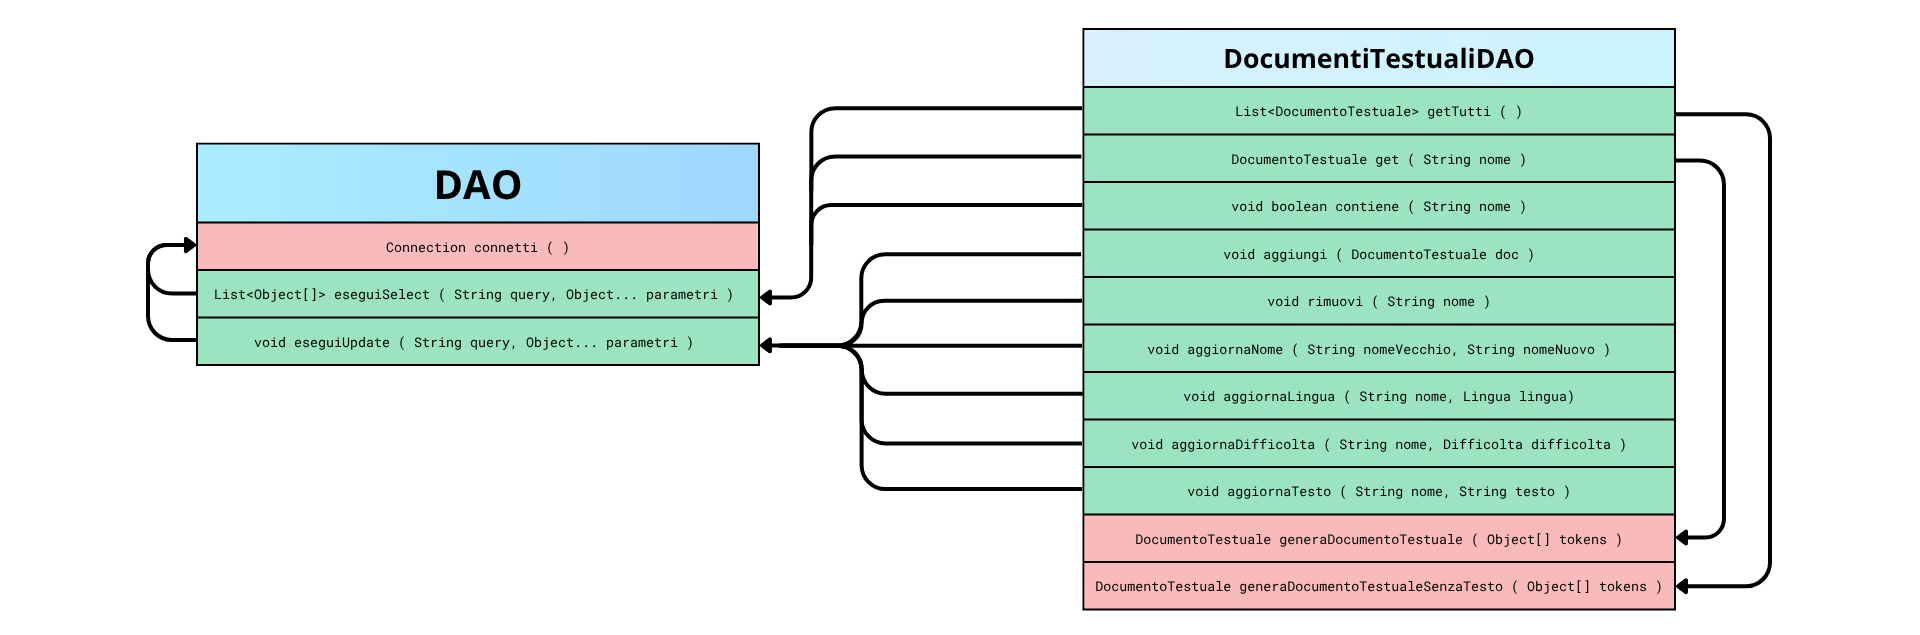 DAO
Connection connetti ( )
List<Object[]> eseguiSelect ( String query, Object... parametri )
void eseguiUpdate ( String query, Object... parametri )
DocumentiTestualiDAO
List<DocumentoTestuale> getTutti ( )
DocumentoTestuale get ( String nome )
void boolean contiene ( String nome )
void aggiungi ( DocumentoTestuale doc )
void rimuovi ( String nome )
void aggiornaNome ( String nomeVecchio, String nomeNuovo )
void aggiornaLingua ( String nome, Lingua lingua)
void aggiornaDifficolta ( String nome, Difficolta difficolta )
void aggiornaTesto ( String nome, String testo )
DocumentoTestuale generaDocumentoTestuale ( Object[] tokens )
DocumentoTestuale generaDocumentoTestualeSenzaTesto ( Object[] tokens )